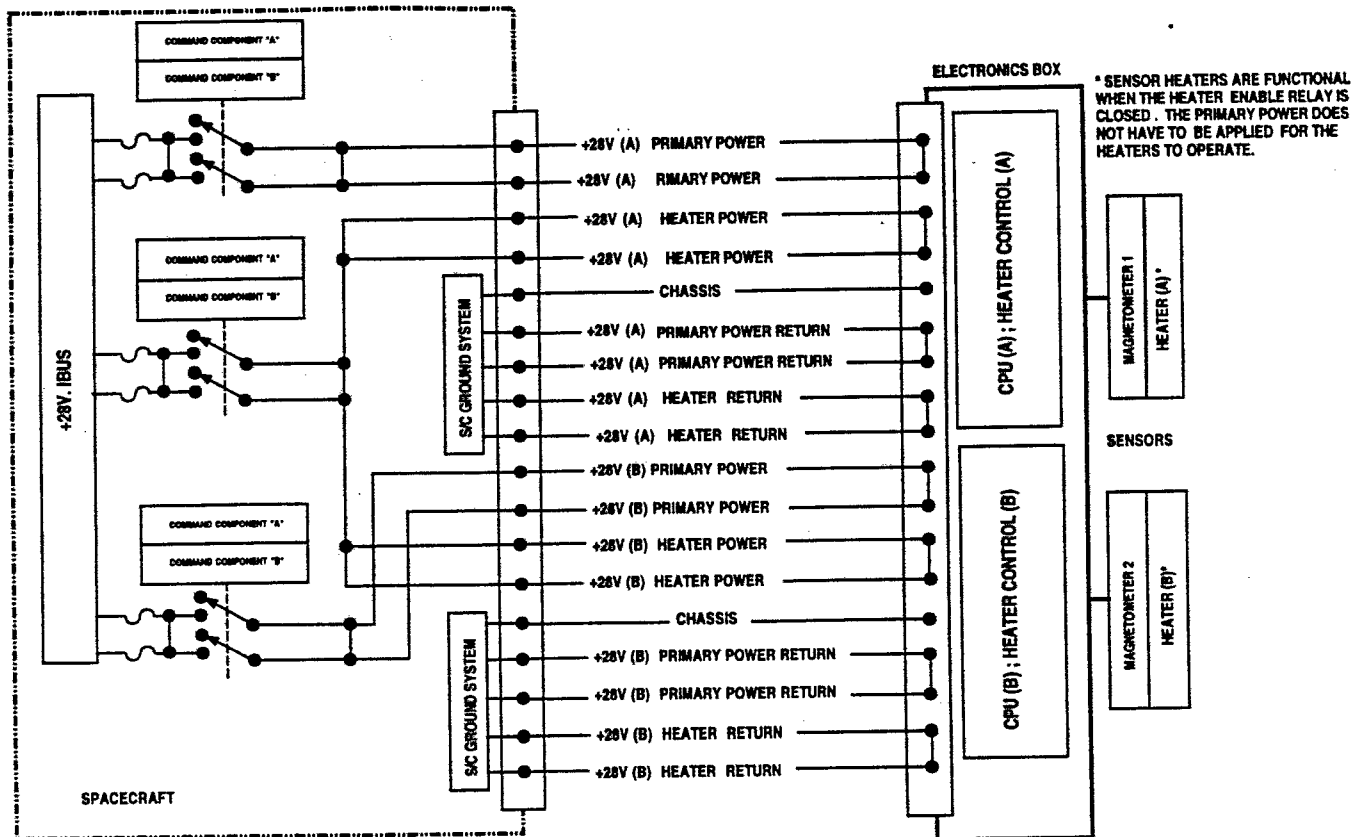 COMMAND COMPONENT "A"
COMMAND COMPONENT "B"
COMMAND COMPONENT "A"
COMMAND COMPONENT "B"
COMMAND COMPONENT "A"
COMMAND COMPONENT "B"
+28V. IBUS
S/C GROUND SYSTEM
S/C GROUND SYSTEM
SPACECRAFT
+28V (A) PRIMARY POWER
+28V (A) RIMARY POWER
+28V (A) HEATER POWER
+28V (A) HEATER POWER
CHASSIS
+28V (A) PRIMARY POWER RETURN
+28V (A) PRIMARY POWER RETURN
+28V (A) HEATER RETURN
+28V (A) HEATER RETURN
+28V (B) PRIMARY POWER
+28V (B) PRIMARY POWER
+28V (B) HEATER POWER
+28V (B) HEATER POWER
CHASSIS
+28V (B) PRIMARY POWER RETURN
+28V (B) PRIMARY POWER RETURN
+28V (B) HEATER RETURN
+28V (B) HEATER RETURN
ELECTRONICS BOX
CPU (A) ; HEATER CONTROL (A)
CPU (B) ; HEATER CONTROL (B)
* SENSOR HEATERS ARE FUNCTIONAL
WHEN THE HEATER ENABLE RELAY IS
CLOSED . THE PRIMARY POWER DOES
NOT HAVE TO BE APPLIED FOR THE
HEATERS TO OPERATE.
MAGNETOMETER 1
HEATER (A)*
SENSORS
MAGNETOMETER 2
HEATER (B)*